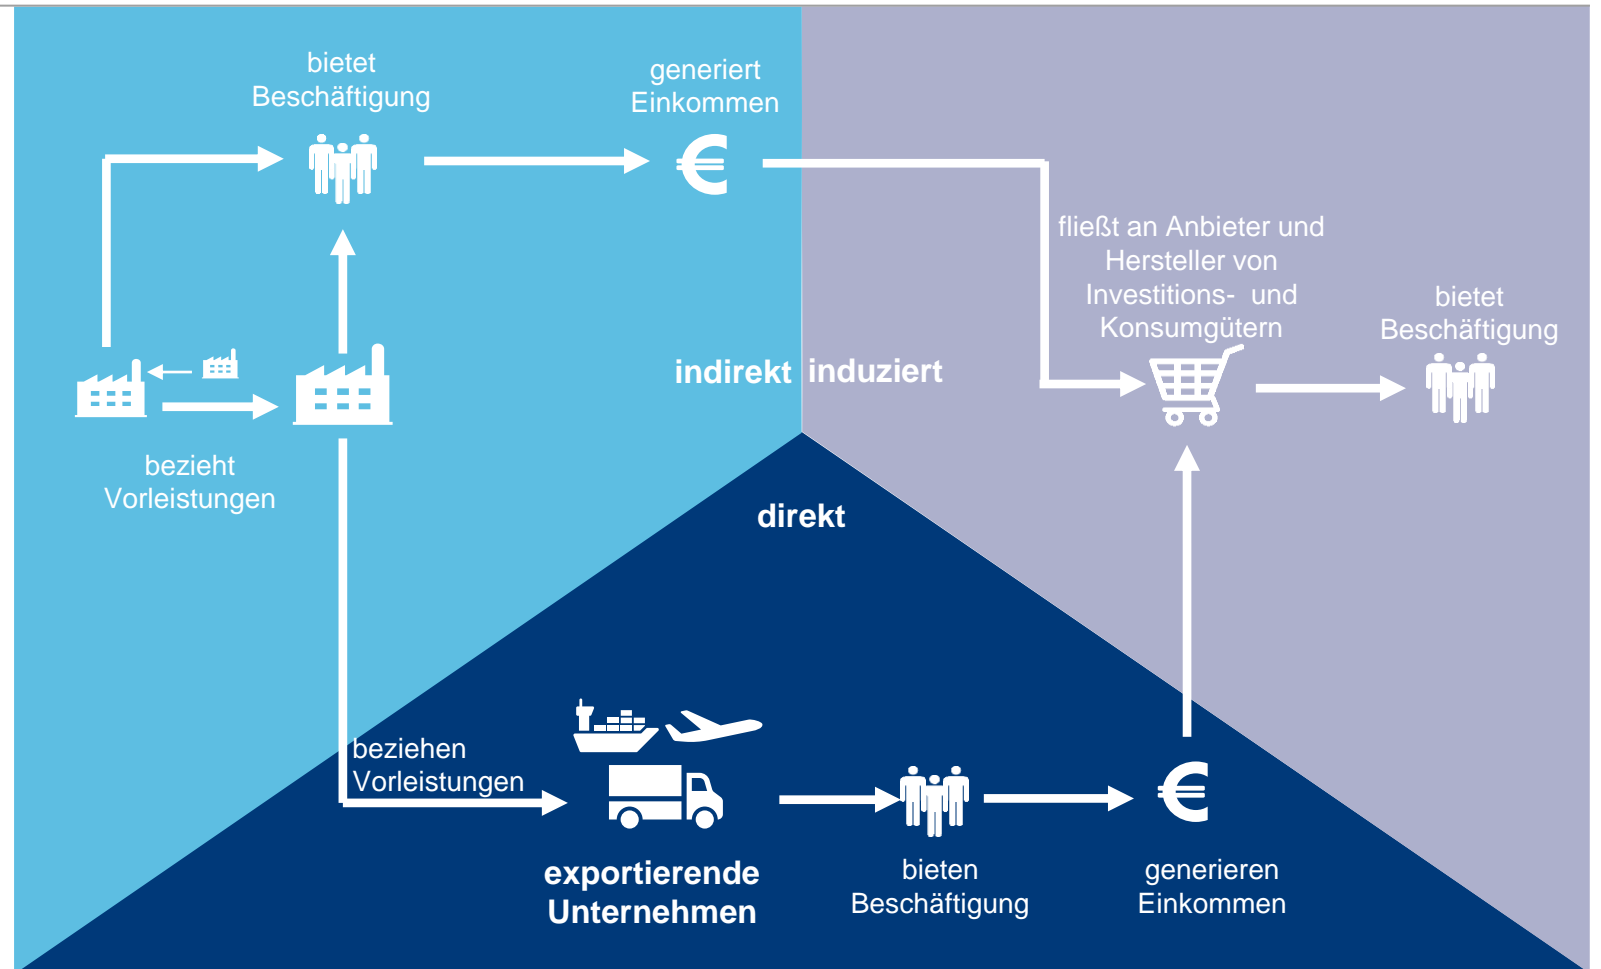 bietet
Beschäftigung
generiert
Einkommen
fließt an Anbieter und
Hersteller von
Investitions- und
Konsumgütern
bietet
Beschäftigung
indirekt
induziert
bezieht
Vorleistungen
direkt
beziehen
Vorleistungen
exportierende
Unternehmen
bieten
Beschäftigung
generieren
Einkommen